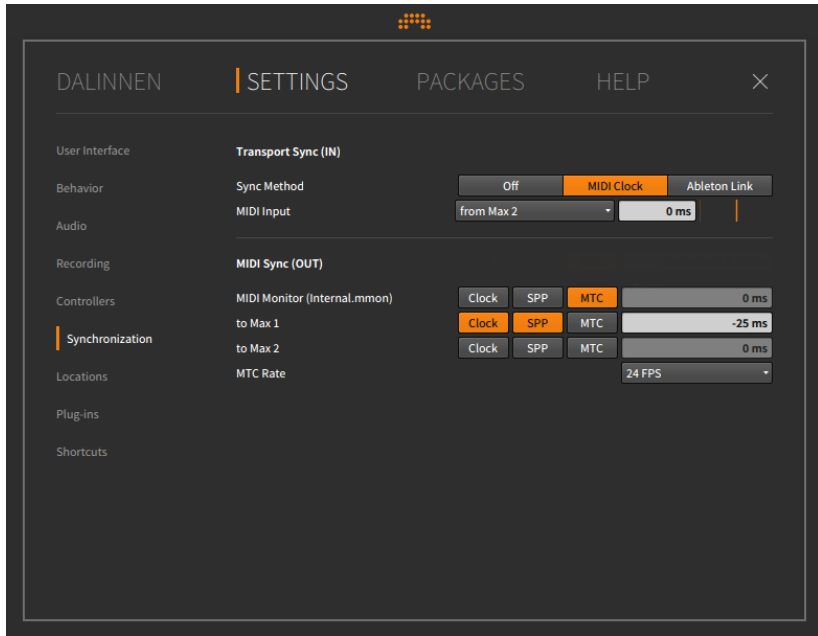 DALINNEN SETTINGS PACKAGES HELP
User Interface
Behavior
Audio
Recording
Controllers
Synchronization
Locations
Plug-ins
Shortcuts
Transport Sync (IN)
Sync Method Off MIDI Clock Ableton Link
MIDI Input from Max 2 0 ms
MIDI Sync (OUT)
MIDI Monitor (Internal.mmon) Clock SPP MTC 0 ms
to Max 1 Clock SPP MTC -25 ms
to Max 2 Clock SPP MTC 0 ms
MTC Rate 24 FPS